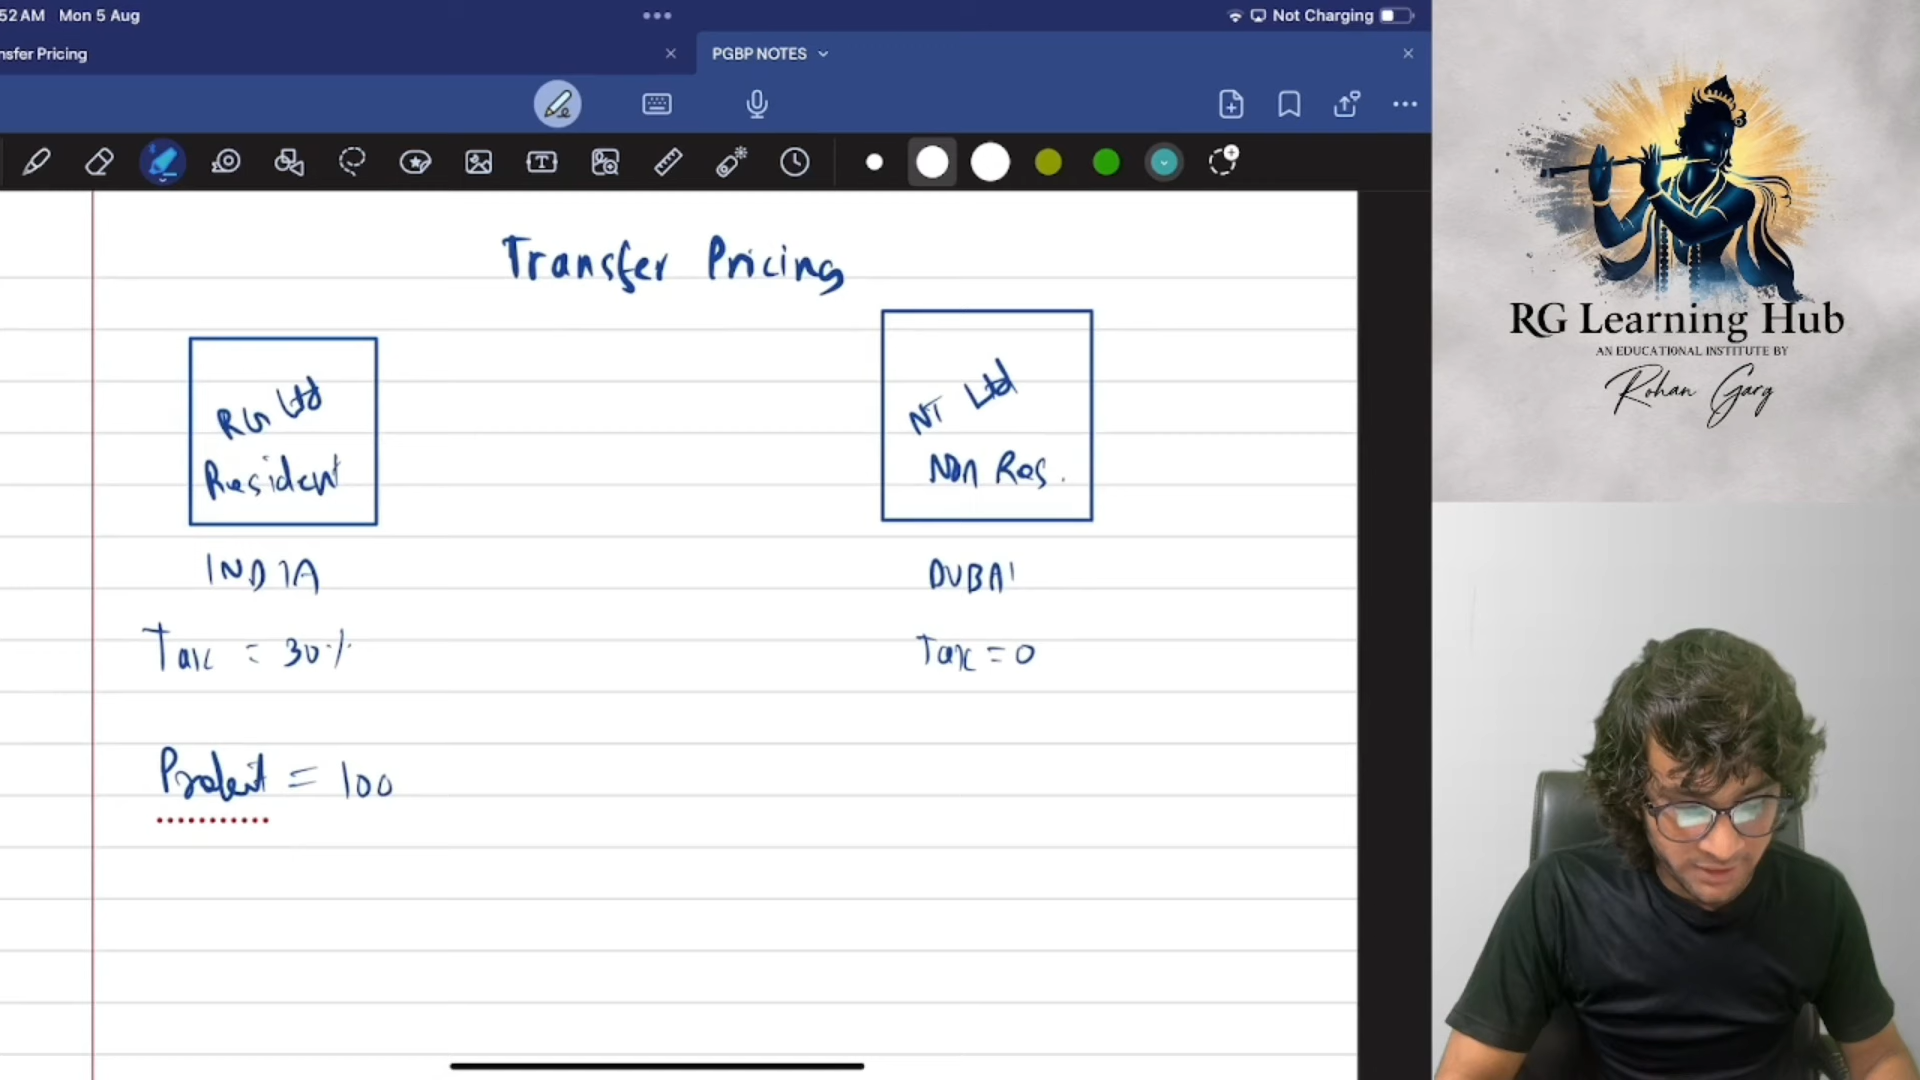 52 AM Mon 5 Aug
Not Charging
nsfer Pricing
PGBP NOTES
Transfer Pricing
RG Ltd
Resident
INDIA
Tax = 30%
NT Ltd
Non Res.
DUBAI
Tax = 0
Profit = 100
RG Learning Hub
AN EDUCATIONAL INSTITUTE BY
Rohan Garg